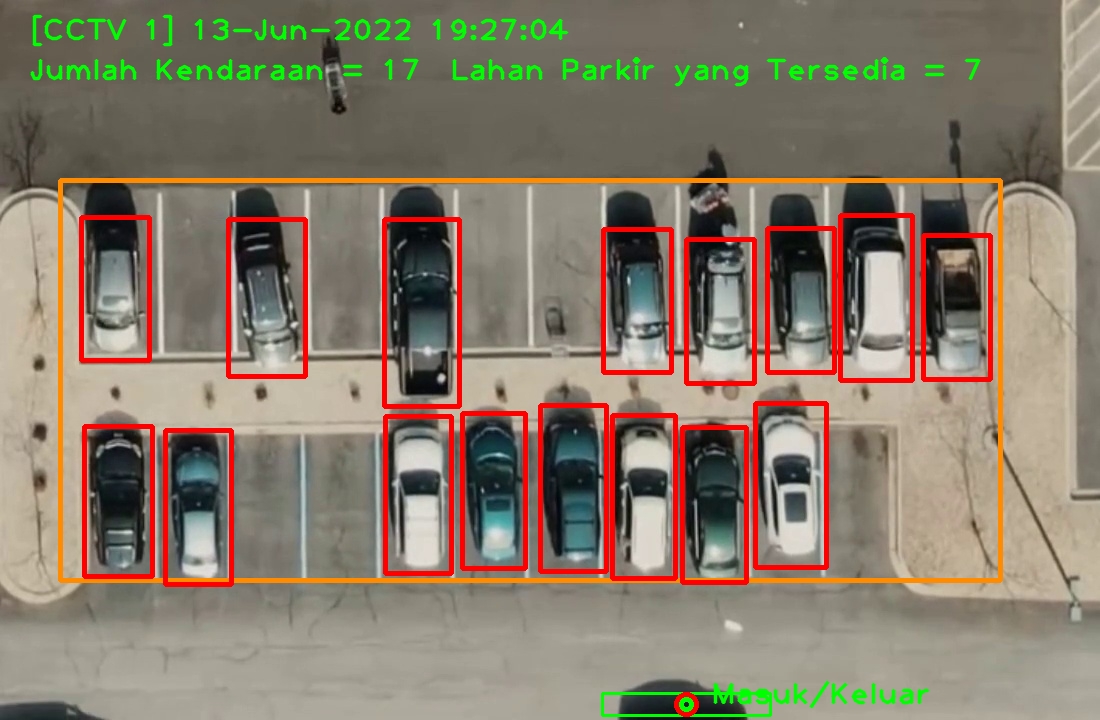 [CCTV 1] 13-Jun-2022 19:27:04
Jumlah Kendaraan = 17 Lahan Parkir yang Tersedia = 7
Masuk/Keluar